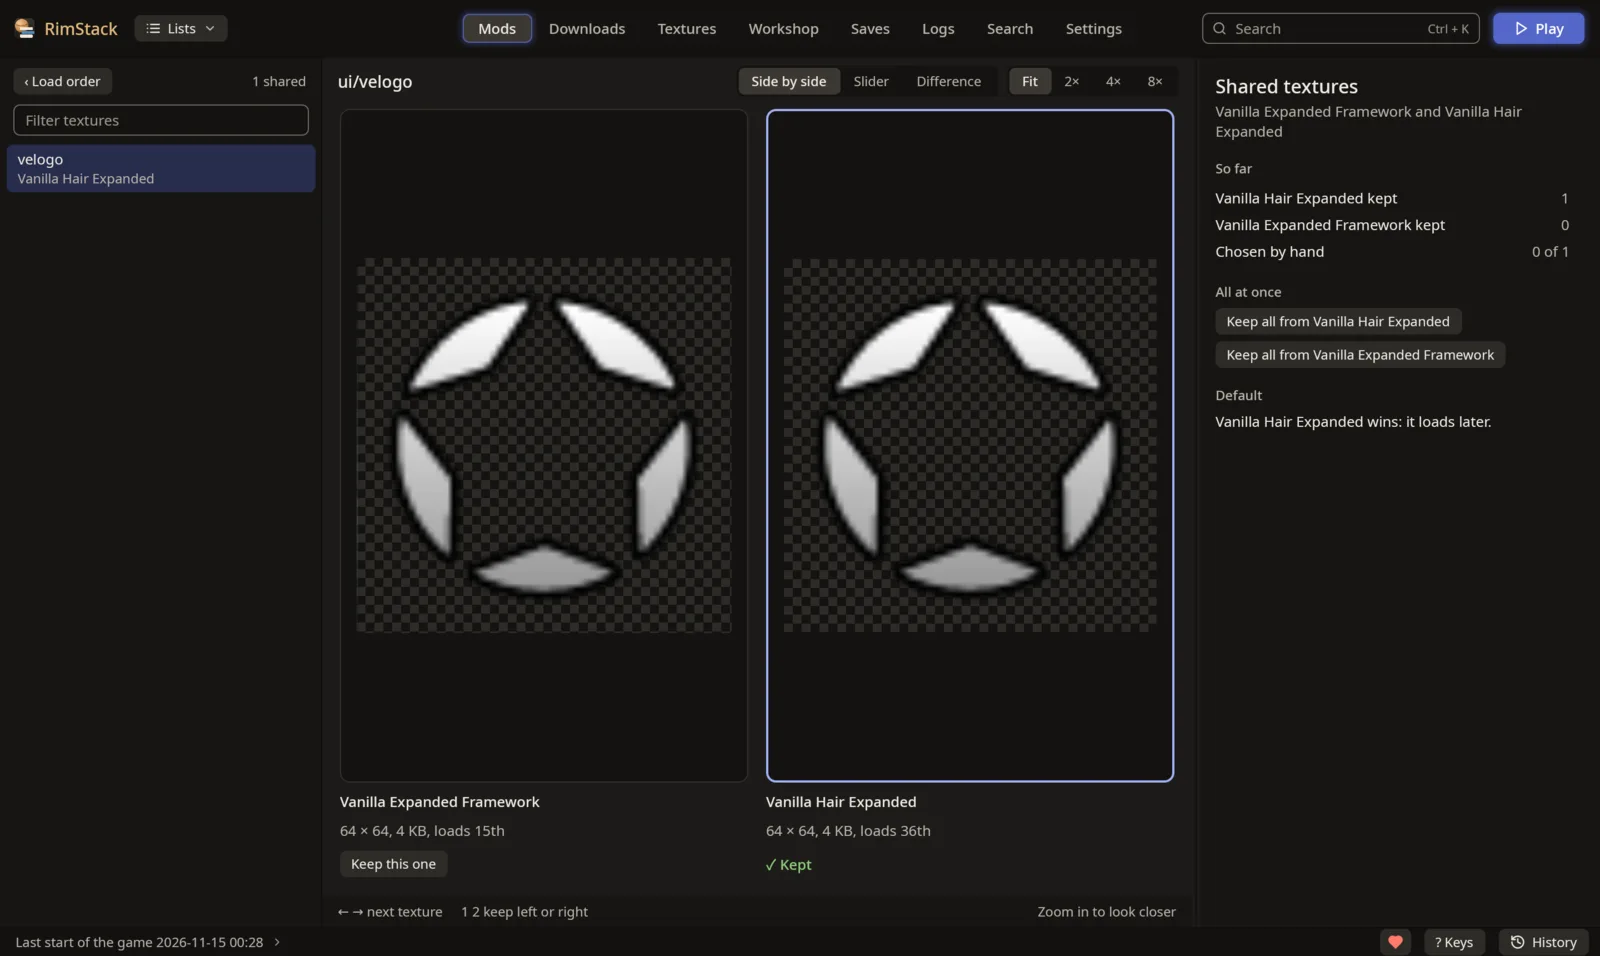 RimStack
Lists
Mods
Downloads
Textures
Workshop
Saves
Logs
Search
Settings
Search
Ctrl + K
Play
‹ Load order
1 shared
Filter textures
velogo
Vanilla Hair Expanded
ui/velogo
Side by side
Slider
Difference
Fit
2×
4×
8×
Vanilla Expanded Framework
64 × 64, 4 KB, loads 15th
Keep this one
Vanilla Hair Expanded
64 × 64, 4 KB, loads 36th
✓ Kept
← → next texture
1 2 keep left or right
Zoom in to look closer
Shared textures
Vanilla Expanded Framework and Vanilla Hair
Expanded
So far
Vanilla Hair Expanded kept 1
Vanilla Expanded Framework kept 0
Chosen by hand 0 of 1
All at once
Keep all from Vanilla Hair Expanded
Keep all from Vanilla Expanded Framework
Default
Vanilla Hair Expanded wins: it loads later.
Last start of the game 2026-11-15 00:28 ›
? Keys
History